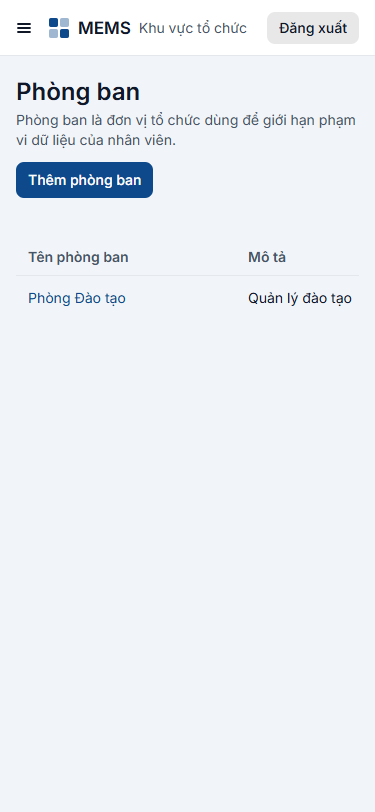 MEMS Khu vực tổ chức Đăng xuất
Phòng ban
Phòng ban là đơn vị tổ chức dùng để giới hạn phạm
vi dữ liệu của nhân viên.
Thêm phòng ban
Tên phòng ban Mô tả
Phòng Đào tạo Quản lý đào tạo